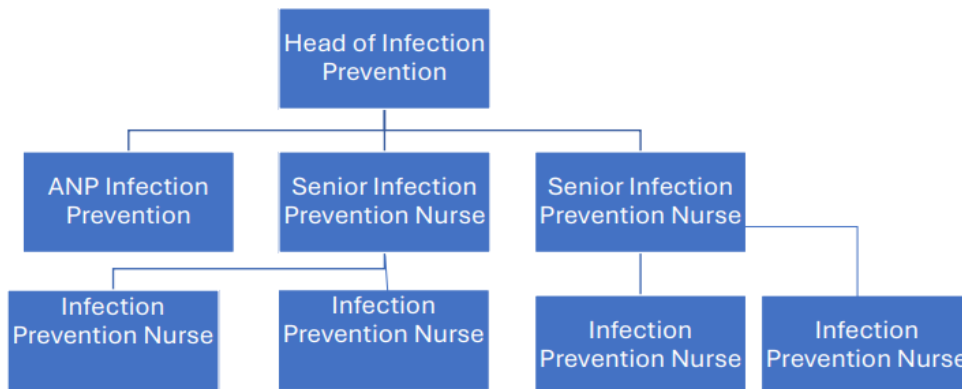 Head of Infection
Prevention
ANP Infection
Prevention
Senior Infection
Prevention Nurse
Senior Infection
Prevention Nurse
Infection
Prevention Nurse
Infection
Prevention Nurse
Infection
Prevention Nurse
Infection
Prevention Nurse